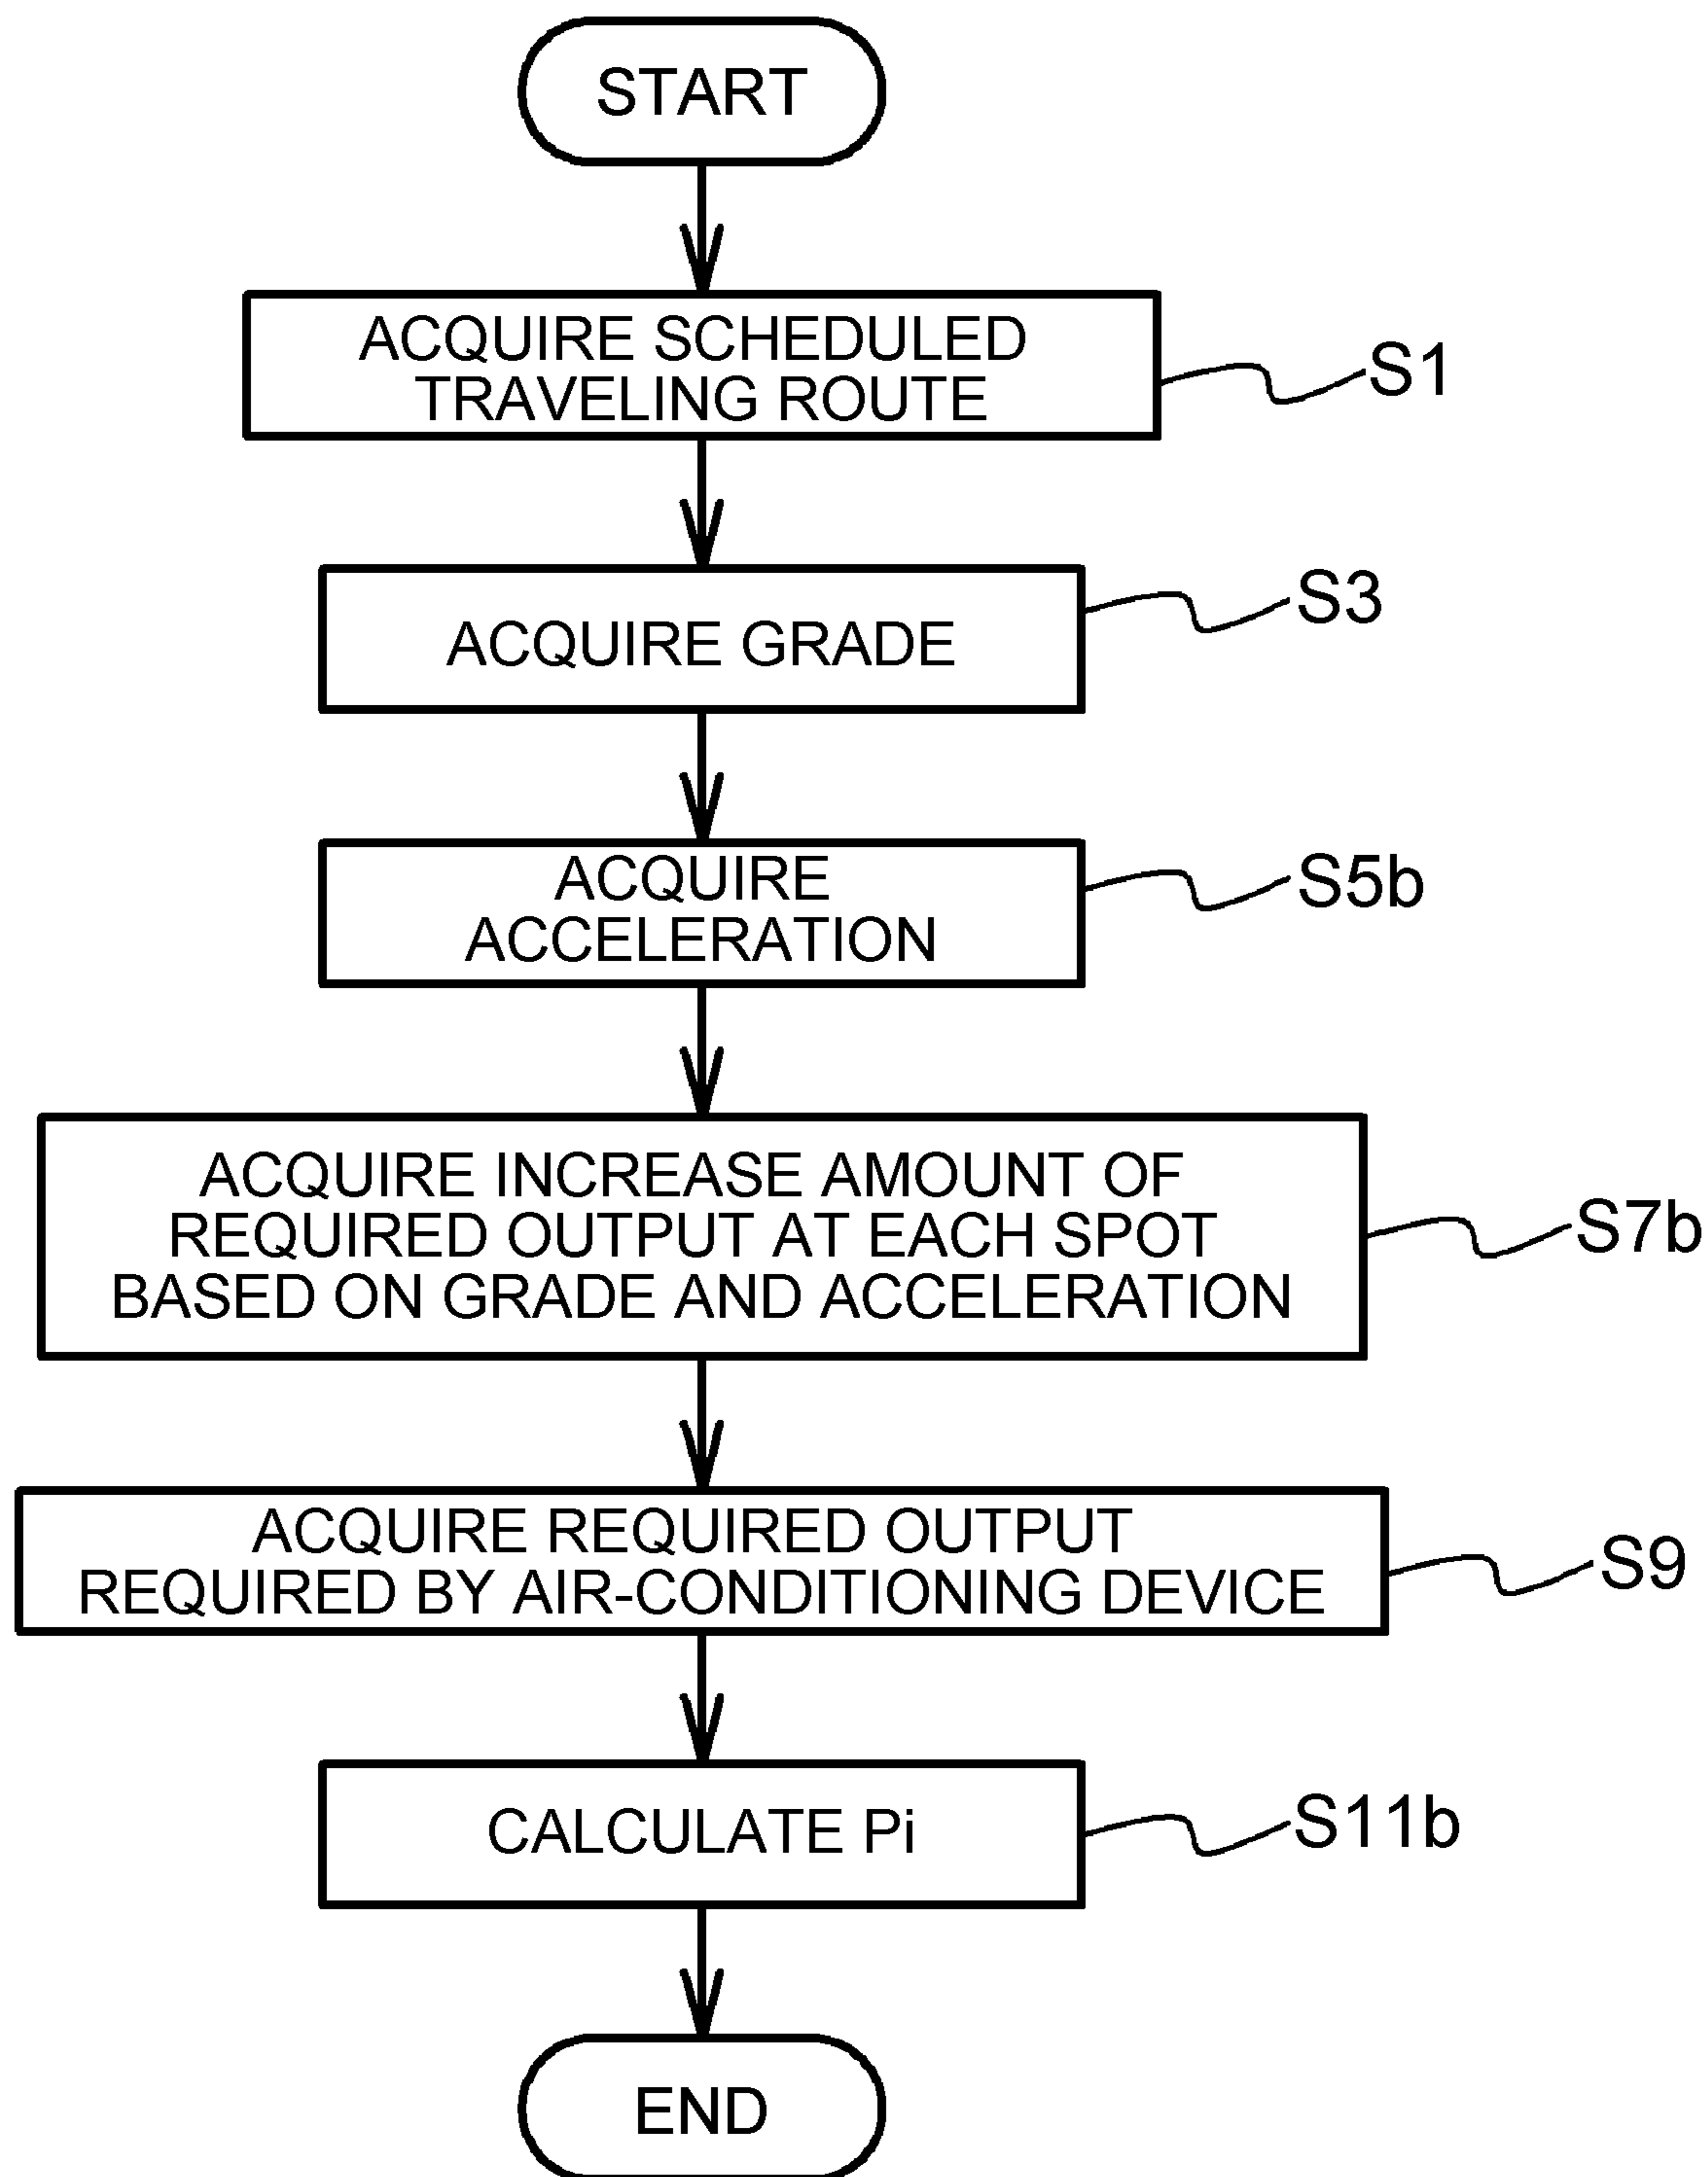 START
ACQUIRE SCHEDULED
TRAVELING ROUTE
S1
ACQUIRE GRADE
S3
ACQUIRE
ACCELERATION
S5b
ACQUIRE INCREASE AMOUNT OF
REQUIRED OUTPUT AT EACH SPOT
BASED ON GRADE AND ACCELERATION
S7b
ACQUIRE REQUIRED OUTPUT
REQUIRED BY AIR-CONDITIONING DEVICE
S9
CALCULATE Pi
S11b
END